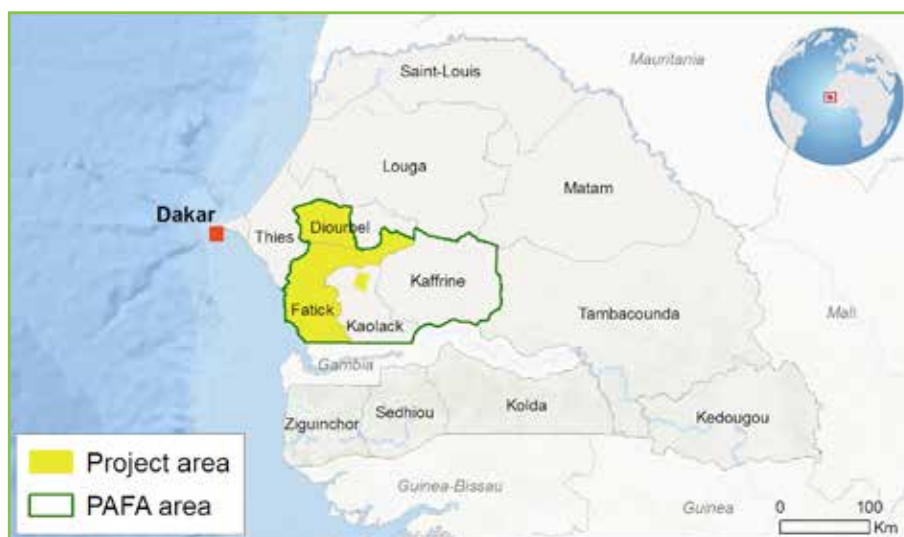 Mauritania
Saint-Louis
Louga
Matam
Dakar
Thies
Diourbel
Kaffrine
Fatick
Kaolack
Tambacounda
Mali
Gambia
Ziguinchor
Sedhiou
Kolda
Kedougou
Guinea-Bissau
Guinea
Project area
PAFA area
0 100
Km